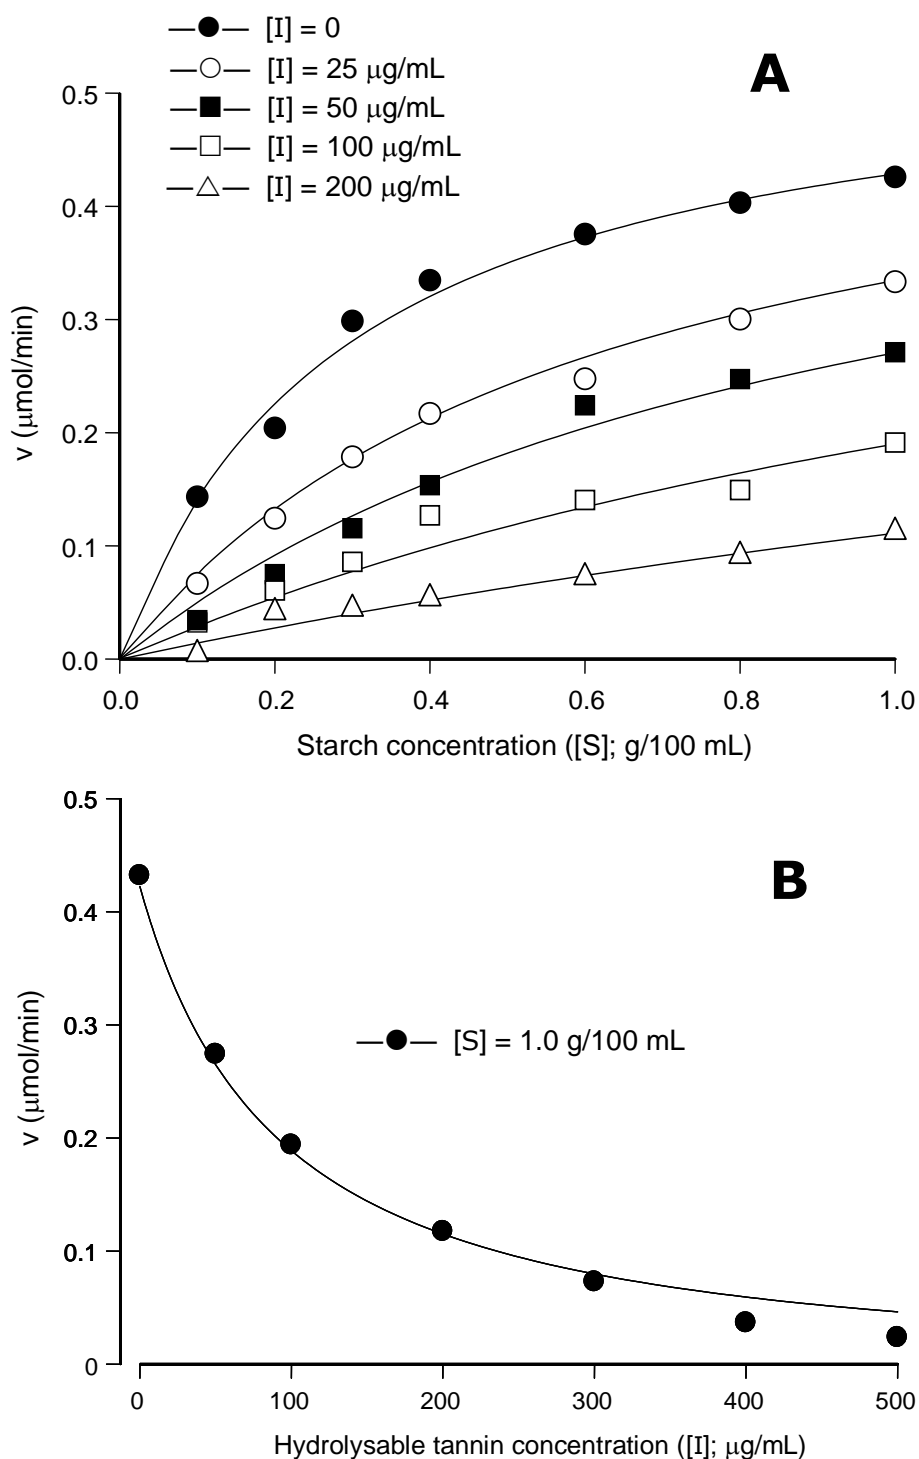 [I] = 0
[I] = 25 μg/mL
[I] = 50 μg/mL
[I] = 100 μg/mL
[I] = 200 μg/mL
A
0.5
0.4
0.3
0.2
0.1
0.0
v (μmol/min)
0.0 0.2 0.4 0.6 0.8 1.0
Starch concentration ([S]; g/100 mL)
B
0.5
0.4
0.3
0.2
0.1
0
v (μmol/min)
[S] = 1.0 g/100 mL
0 100 200 300 400 500
Hydrolysable tannin concentration ([I]; μg/mL)